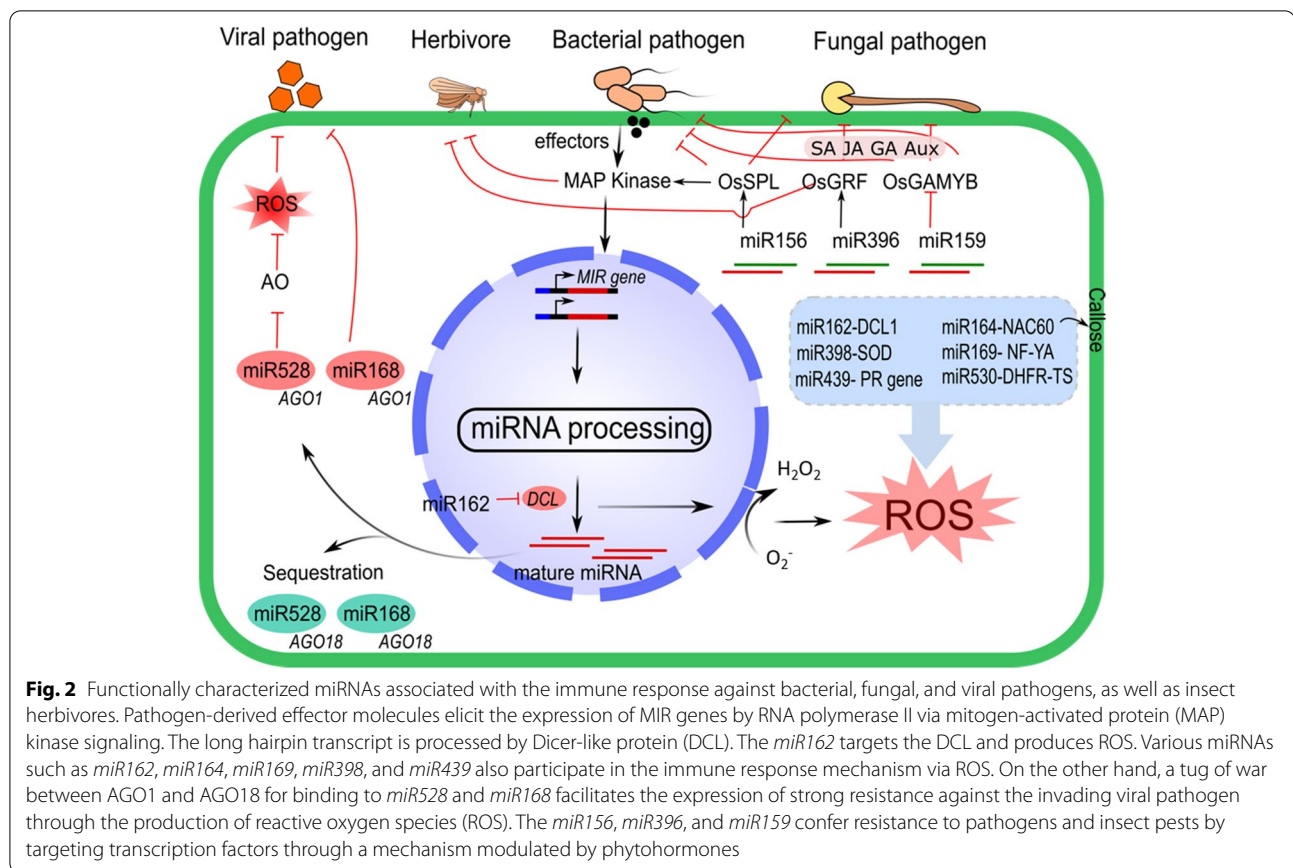 Viral pathogen Herbivore Bacterial pathogen Fungal pathogen
effectors
SA JA GA Aux
MAP Kinase OsSPL OsGRF OsGAMYB
ROS
miR156 miR396 miR159
AO
MIR gene
Callose
miR162-DCL1 miR164-NAC60
miR398-SOD miR169- NF-YA
miR439- PR gene miR530-DHFR-TS
miR528 miR168
AGO1 AGO1
miRNA processing
H2O2
miR162 DCL
ROS
O2-
mature miRNA
Sequestration
miR528 miR168
AGO18 AGO18
Fig. 2 Functionally characterized miRNAs associated with the immune response against bacterial, fungal, and viral pathogens, as well as insect
herbivores. Pathogen-derived effector molecules elicit the expression of MIR genes by RNA polymerase II via mitogen-activated protein (MAP)
kinase signaling. The long hairpin transcript is processed by Dicer-like protein (DCL). The miR162 targets the DCL and produces ROS. Various miRNAs
such as miR162, miR164, miR169, miR398, and miR439 also participate in the immune response mechanism via ROS. On the other hand, a tug of war
between AGO1 and AGO18 for binding to miR528 and miR168 facilitates the expression of strong resistance against the invading viral pathogen
through the production of reactive oxygen species (ROS). The miR156, miR396, and miR159 confer resistance to pathogens and insect pests by
targeting transcription factors through a mechanism modulated by phytohormones